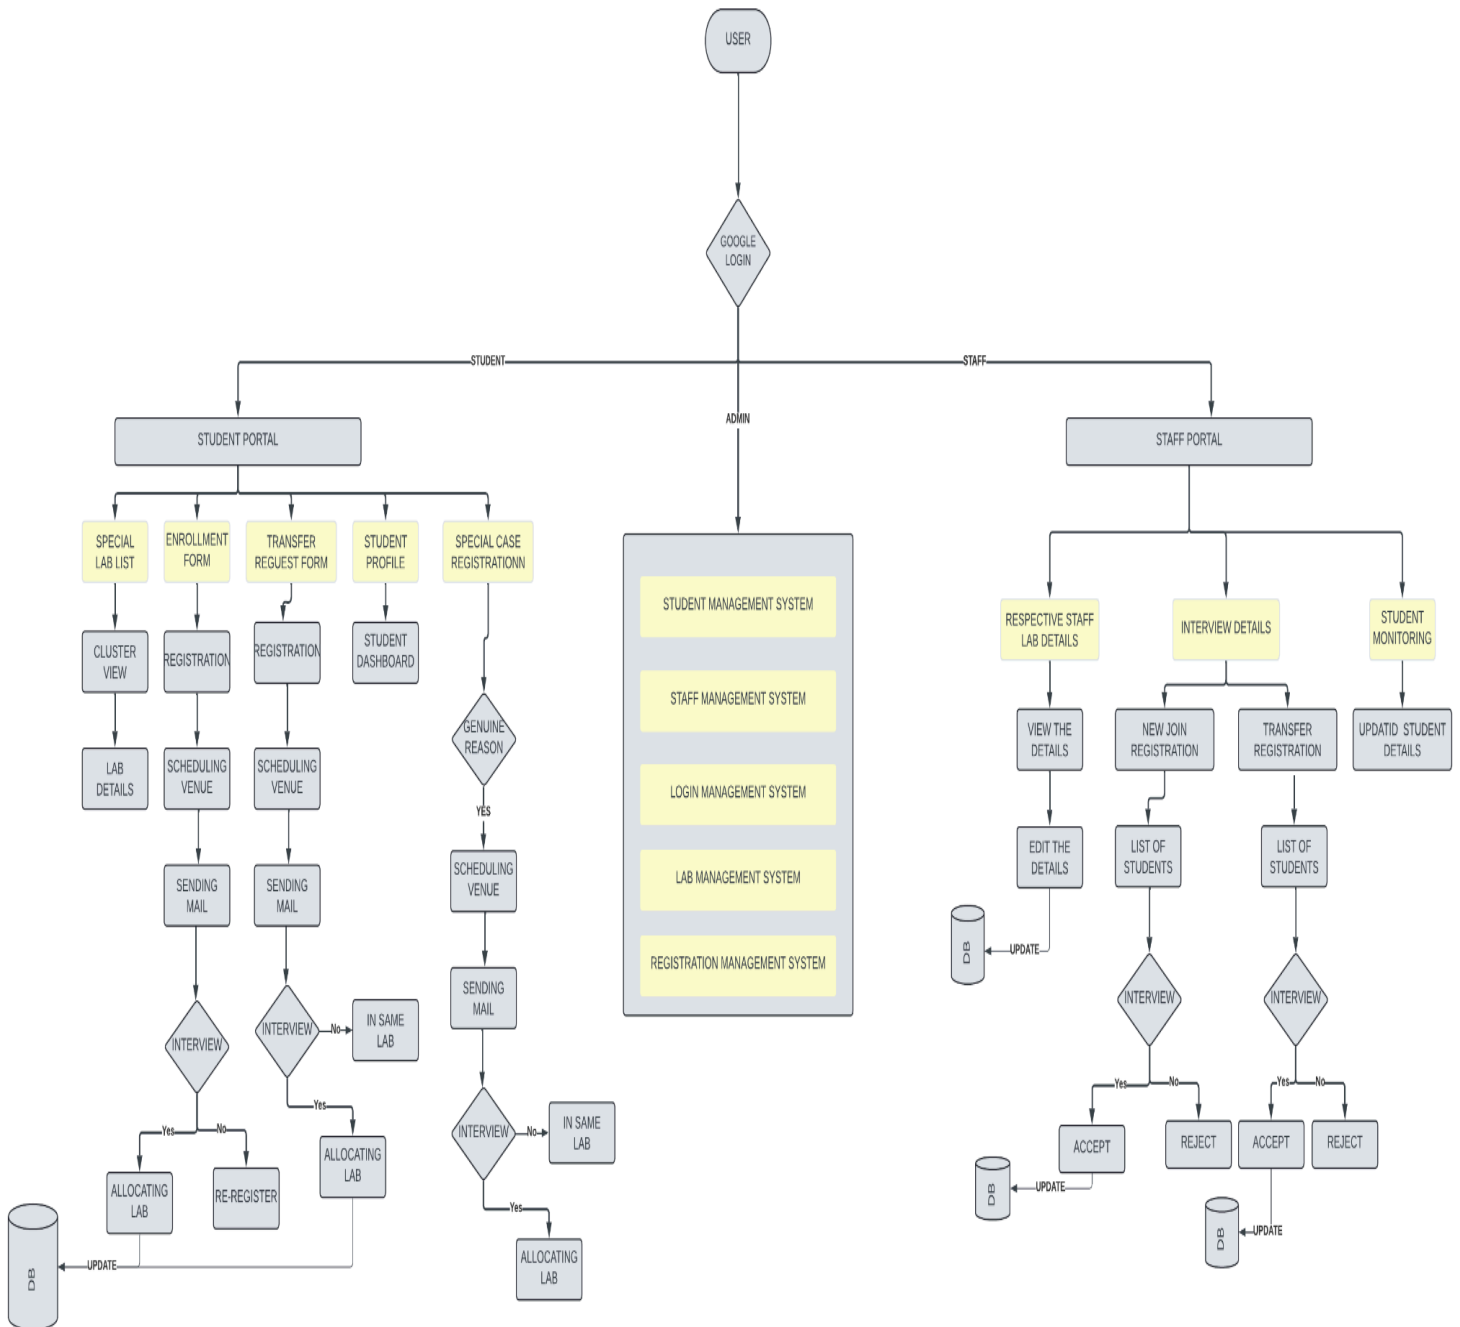 USER
GOOGLE
LOGIN
STUDENT
STAFF
ADMIN
STUDENT PORTAL
STAFF PORTAL
SPECIAL
LAB LIST
ENROLLMENT
FORM
TRANSFER
REGUEST FORM
STUDENT
PROFILE
SPECIAL CASE
REGISTRATIONN
CLUSTER
VIEW
REGISTRATION
REGISTRATION
STUDENT
DASHBOARD
GENUINE
REASON
LAB
DETAILS
SCHEDULING
VENUE
SCHEDULING
VENUE
YES
SENDING
MAIL
SENDING
MAIL
SCHEDULING
VENUE
SENDING
MAIL
INTERVIEW
INTERVIEW
No
IN SAME
LAB
Yes
INTERVIEW
No
IN SAME
LAB
Yes
No
ALLOCATING
LAB
RE-REGISTER
ALLOCATING
LAB
Yes
ALLOCATING
LAB
UPDATE
DB
STUDENT MANAGEMENT SYSTEM
STAFF MANAGEMENT SYSTEM
LOGIN MANAGEMENT SYSTEM
LAB MANAGEMENT SYSTEM
REGISTRATION MANAGEMENT SYSTEM
RESPECTIVE STAFF
LAB DETAILS
INTERVIEW DETAILS
STUDENT
MONITORING
VIEW THE
DETAILS
NEW JOIN
REGISTRATION
TRANSFER
REGISTRATION
UPDATID STUDENT
DETAILS
EDIT THE
DETAILS
LIST OF
STUDENTS
LIST OF
STUDENTS
DB
UPDATE
INTERVIEW
INTERVIEW
Yes
No
Yes
No
ACCEPT
REJECT
ACCEPT
REJECT
DB
UPDATE
DB
UPDATE